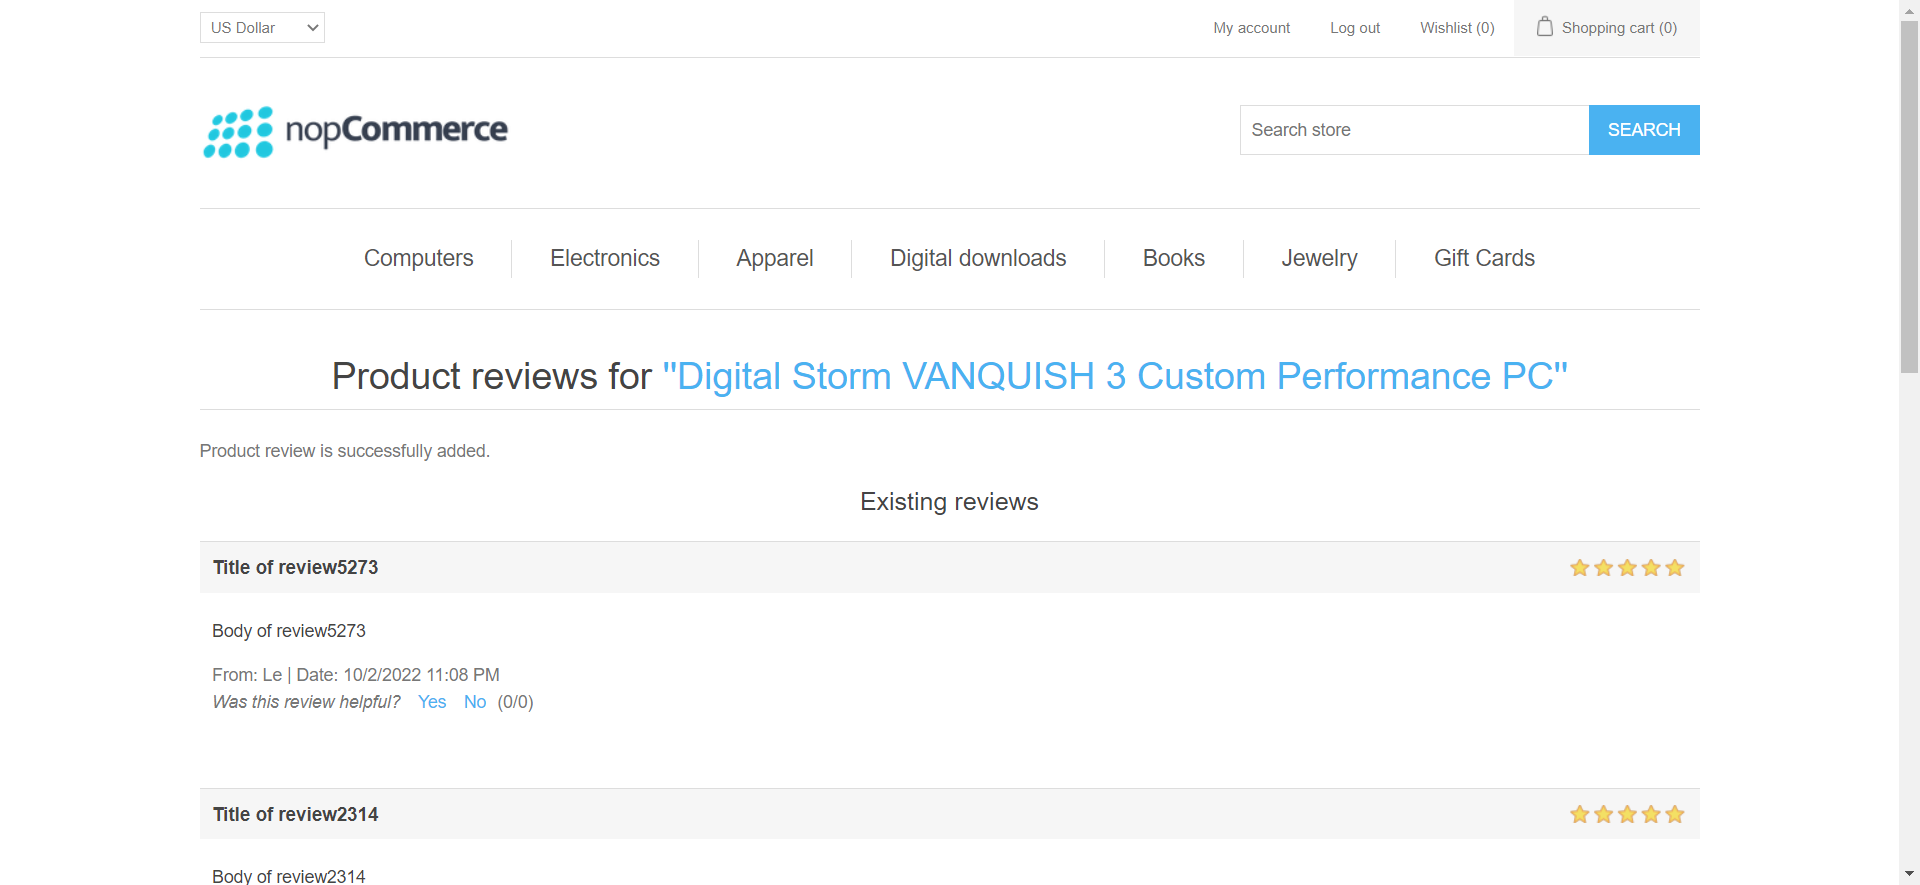 US Dollar
My account
Log out
Wishlist (0)
Shopping cart (0)
nopCommerce
Search store
SEARCH
Computers
Electronics
Apparel
Digital downloads
Books
Jewelry
Gift Cards
Product reviews for "Digital Storm VANQUISH 3 Custom Performance PC"
Product review is successfully added.
Existing reviews
Title of review5273
Body of review5273
From: Le | Date: 10/2/2022 11:08 PM
Was this review helpful? Yes No (0/0)
Title of review2314
Body of review2314